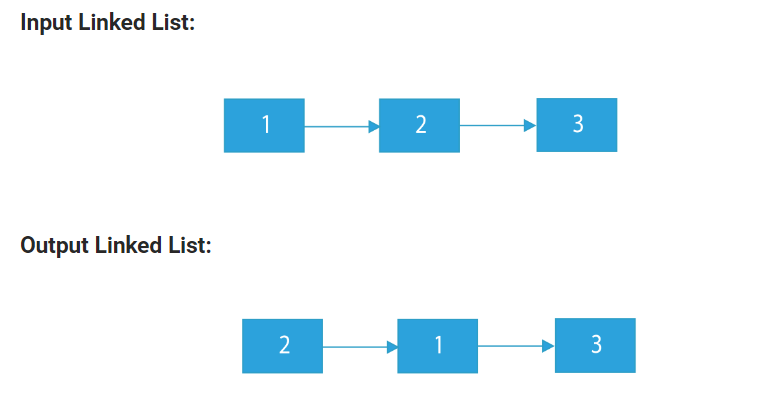 Input Linked List:
1 2 3
Output Linked List:
2 1 3